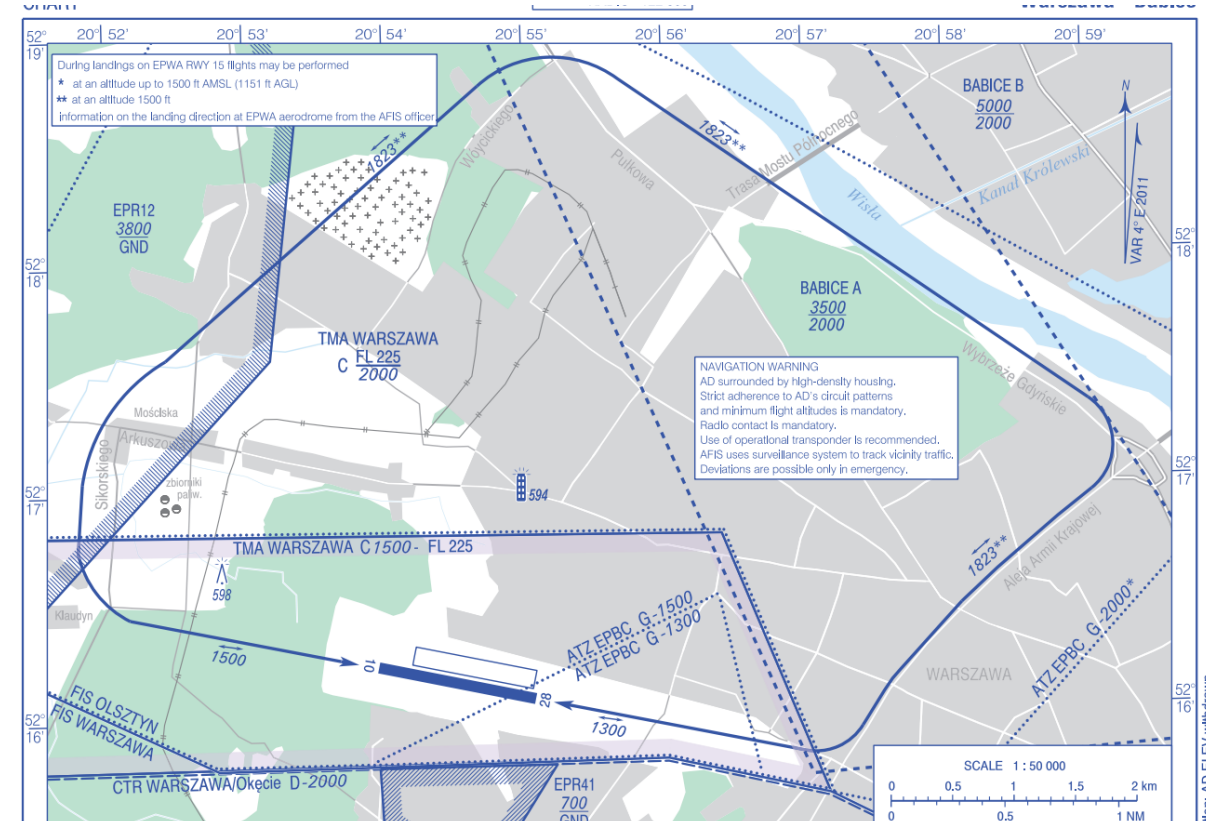 CHART
Warszawa - Babice
20° 52' 20° 53' 20° 54' 20° 55' 20° 56' 20° 57' 20° 58' 20° 59'
52°
19'
During landings on EPWA RWY 15 flights may be performed
* at an altitude up to 1500 ft AMSL (1151 ft AGL)
** at an altitude 1500 ft
information on the landing direction at EPWA aerodrome from the AFIS officer
BABICE B
5000
2000
N
VAR 4° E 2011
1823*
Wóycickiego
Pułkowa
1823**
Trasa Mostu Północnego
Wisła
Kanał Królewski
EPR12
3800
GND
52°
18'
52°
18'
BABICE A
3500
2000
TMA WARSZAWA
C FL 225
2000
NAVIGATION WARNING
AD surrounded by high-density housing.
Strict adherence to AD's circuit patterns
and minimum flight altitudes is mandatory.
Radio contact is mandatory.
Use of operational transponder is recommended.
AFIS uses surveillance system to track vicinity traffic.
Deviations are possible only in emergency.
Wybrzeże Gdyńskie
Mościska
Sikorskiego
zbiorniki
paliw.
594
52°
17'
52°
17'
TMA WARSZAWA C 1500 - FL 225
1823**
Aleja Armii Krajowej
598
Klaudyn
ATZ EPBC G-1500
ATZ EPBC G-1300
ATZ EPBC G-2000*
1500
10
28
1300
WARSZAWA
52°
16'
52°
16'
FIS OLSZTYN
FIS WARSZAWA
CTR WARSZAWA/Okęcie D-2000
EPR41
700
GND
SCALE 1 : 50 000
0 0.5 1 1.5 2 km
0 0.5 1 NM